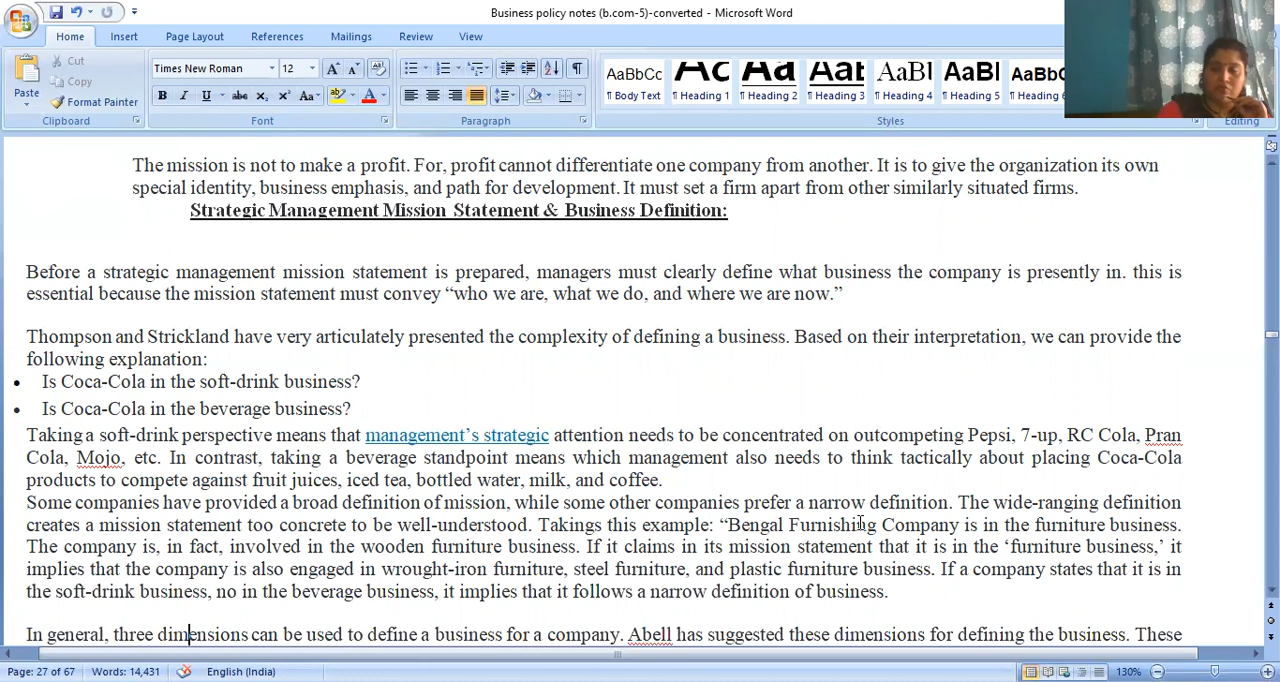 Business policy notes (b.com-5)-converted - Microsoft Word
Home Insert Page Layout References Mailings Review View
Paste
Cut
Copy
Format Painter
Clipboard
Times New Roman 12
B I U abc X₂ X² Aa
Font
Paragraph
AaBbCc AaBbCc AaBbC AaBbC AaBbCc
¶ Body Text ¶ Heading 1 ¶ Heading 2 ¶ Heading 3 ¶ Heading 4 ¶ Heading 5 ¶ Heading 6
Styles
Editing
The mission is not to make a profit. For, profit cannot differentiate one company from another. It is to give the organization its own
special identity, business emphasis, and path for development. It must set a firm apart from other similarly situated firms.
Strategic Management Mission Statement & Business Definition:
Before a strategic management mission statement is prepared, managers must clearly define what business the company is presently in. this is
essential because the mission statement must convey “who we are, what we do, and where we are now.”
Thompson and Strickland have very articulately presented the complexity of defining a business. Based on their interpretation, we can provide the
following explanation:
• Is Coca-Cola in the soft-drink business?
• Is Coca-Cola in the beverage business?
Taking a soft-drink perspective means that management’s strategic attention needs to be concentrated on outcompeting Pepsi, 7-up, RC Cola, Pran
Cola, Mojo, etc. In contrast, taking a beverage standpoint means which management also needs to think tactically about placing Coca-Cola
products to compete against fruit juices, iced tea, bottled water, milk, and coffee.
Some companies have provided a broad definition of mission, while some other companies prefer a narrow definition. The wide-ranging definition
creates a mission statement too concrete to be well-understood. Takings this example: “Bengal Furnishing Company is in the furniture business.
The company is, in fact, involved in the wooden furniture business. If it claims in its mission statement that it is in the ‘furniture business,’ it
implies that the company is also engaged in wrought-iron furniture, steel furniture, and plastic furniture business. If a company states that it is in
the soft-drink business, no in the beverage business, it implies that it follows a narrow definition of business.
In general, three dimensions can be used to define a business for a company. Abell has suggested these dimensions for defining the business. These
Page: 27 of 67 Words: 14,431 English (India) 130%